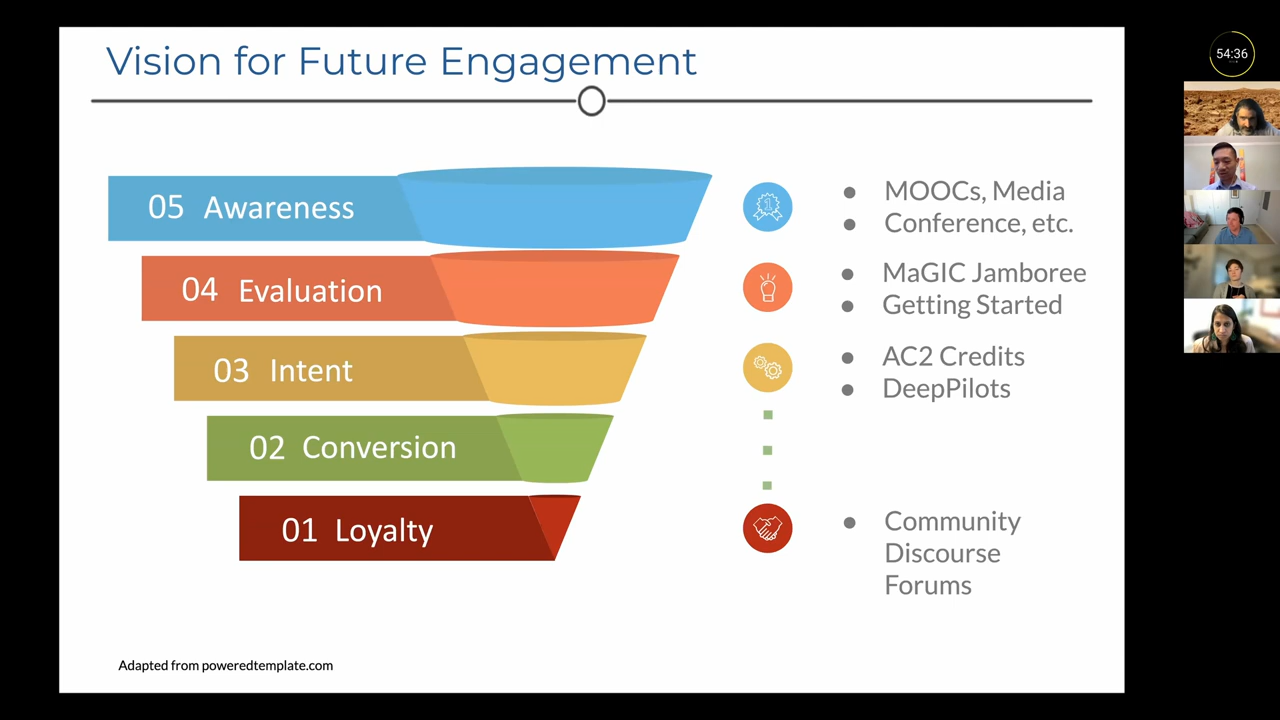 Vision for Future Engagement
54:36
05 Awareness
● MOOCs, Media
● Conference, etc.
04 Evaluation
● MaGIC Jamboree
● Getting Started
03 Intent
● AC2 Credits
● DeepPilots
02 Conversion
01 Loyalty
● Community
Discourse
Forums
Adapted from poweredtemplate.com